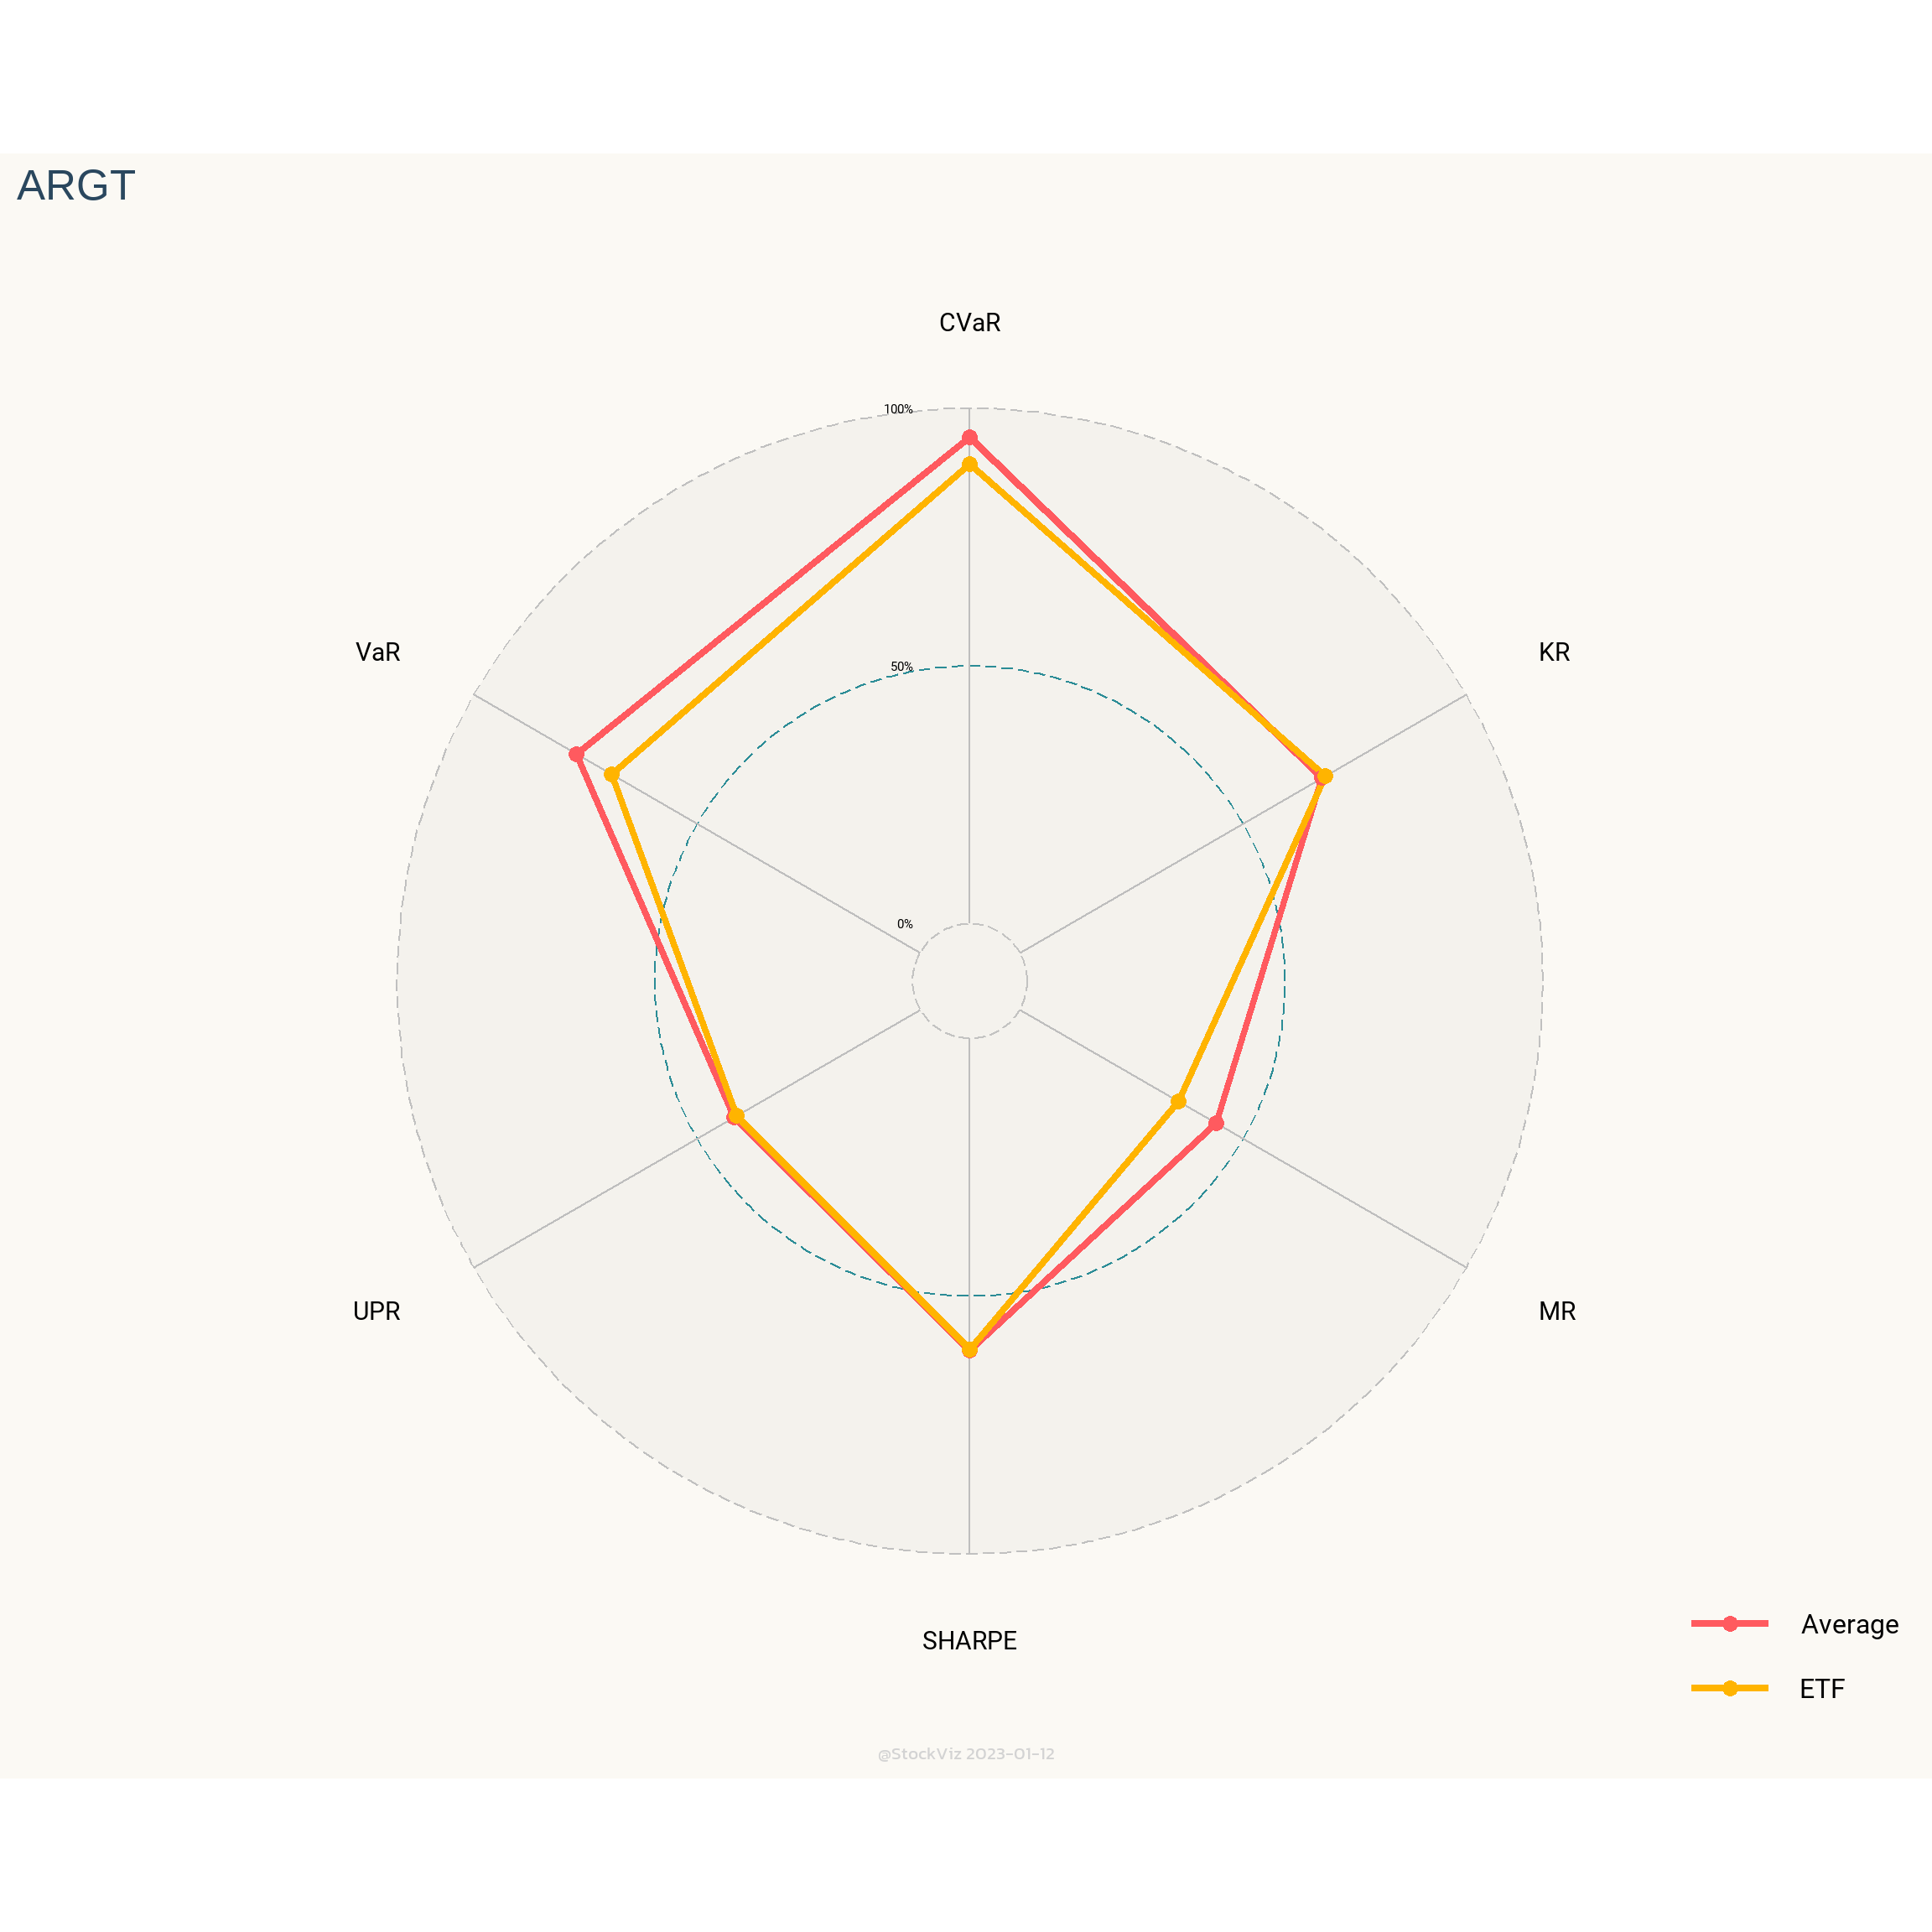 ARGT
CVaR
100%
VaR
KR
50%
0%
UPR
MR
SHARPE
Average
ETF
@StockViz 2023-01-12